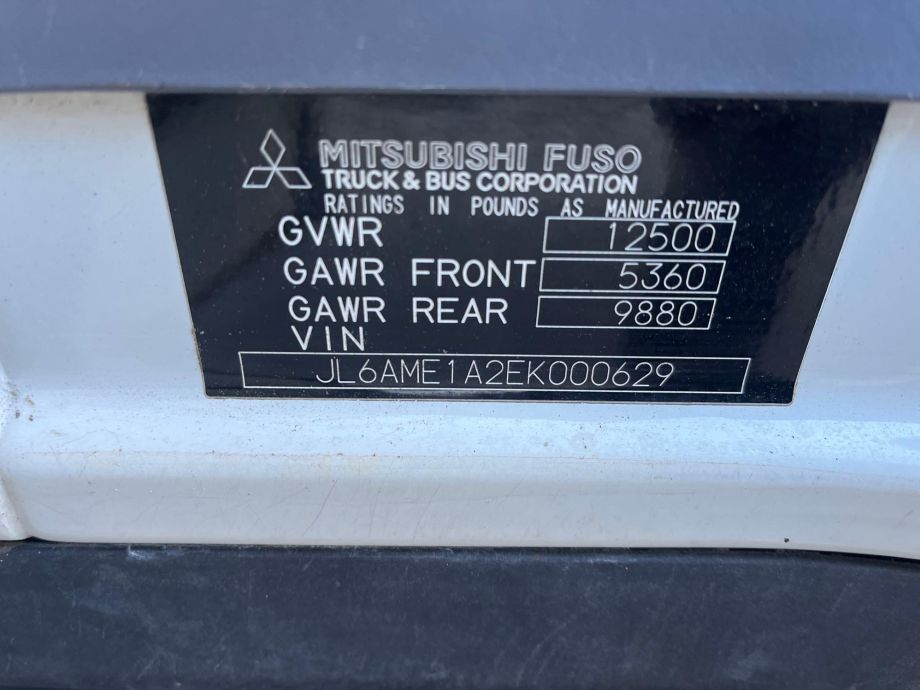 MITSUBISHI FUSO
TRUCK & BUS CORPORATION
RATINGS IN POUNDS AS MANUFACTURED
GVWR 12500
GAWR FRONT 5360
GAWR REAR 9880
VIN
JL6AME1A2EK000629